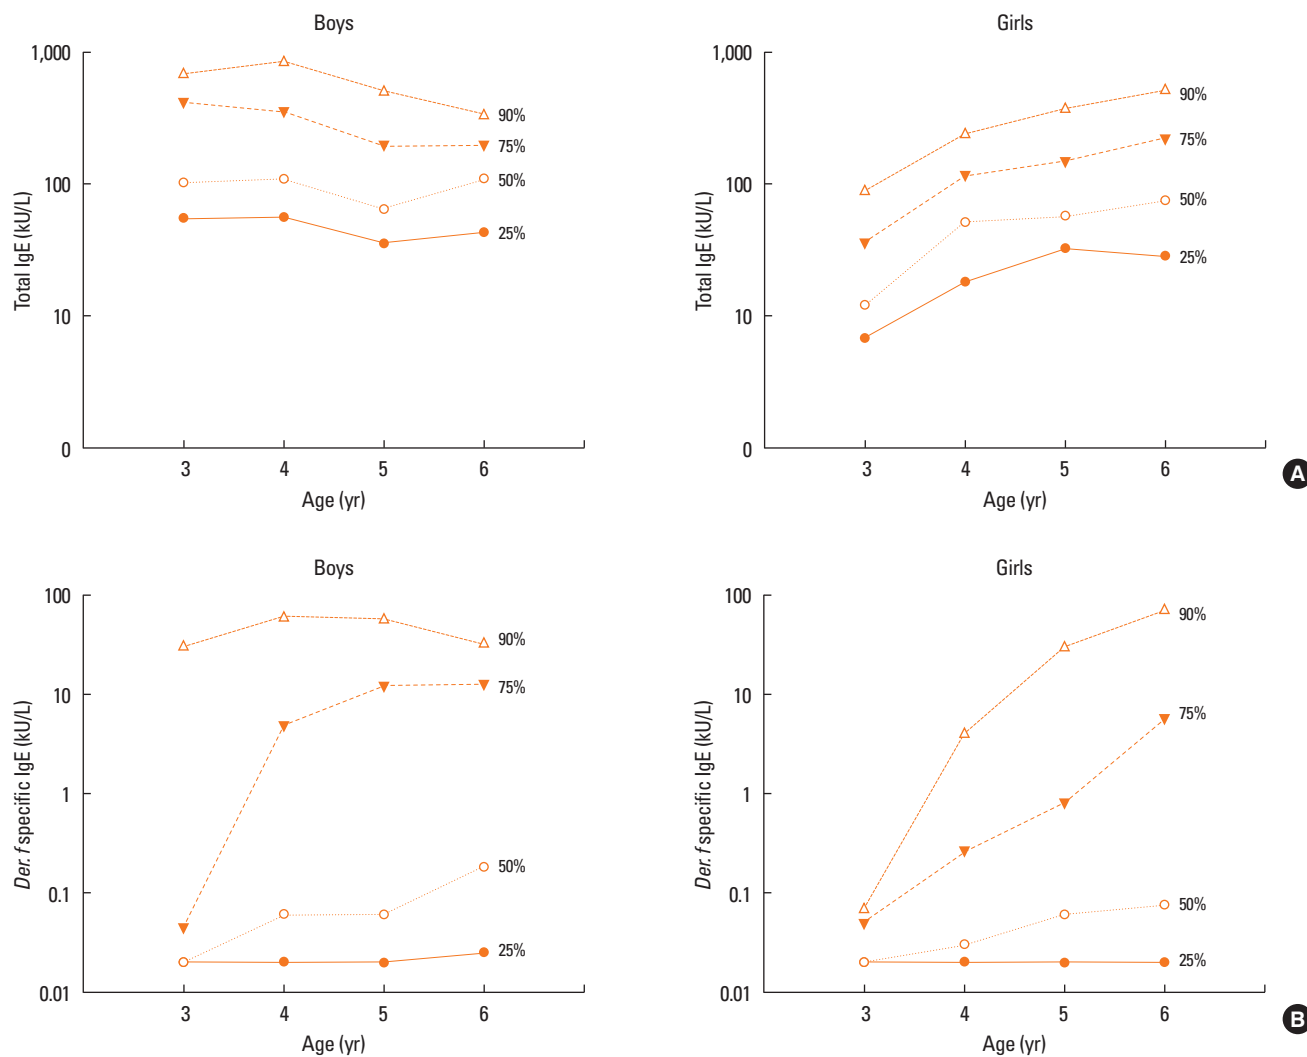 Boys
1,000
100
10
0
Total IgE (kU/L)
90%
75%
50%
25%
3 4 5 6
Age (yr)
Girls
1,000
100
10
0
Total IgE (kU/L)
90%
75%
50%
25%
3 4 5 6
Age (yr)
A
Boys
100
10
1
0.1
0.01
Der. f specific IgE (kU/L)
90%
75%
50%
25%
3 4 5 6
Age (yr)
Girls
100
10
1
0.1
0.01
Der. f specific IgE (kU/L)
90%
75%
50%
25%
3 4 5 6
Age (yr)
B